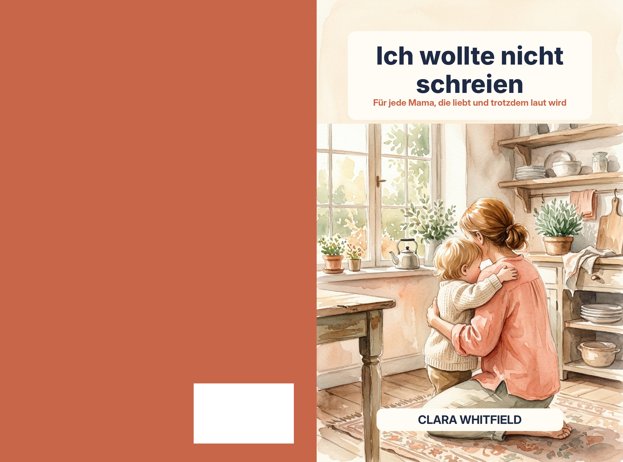 Ich wollte nicht
schreien
Für jede Mama, die liebt und trotzdem laut wird
CLARA WHITFIELD